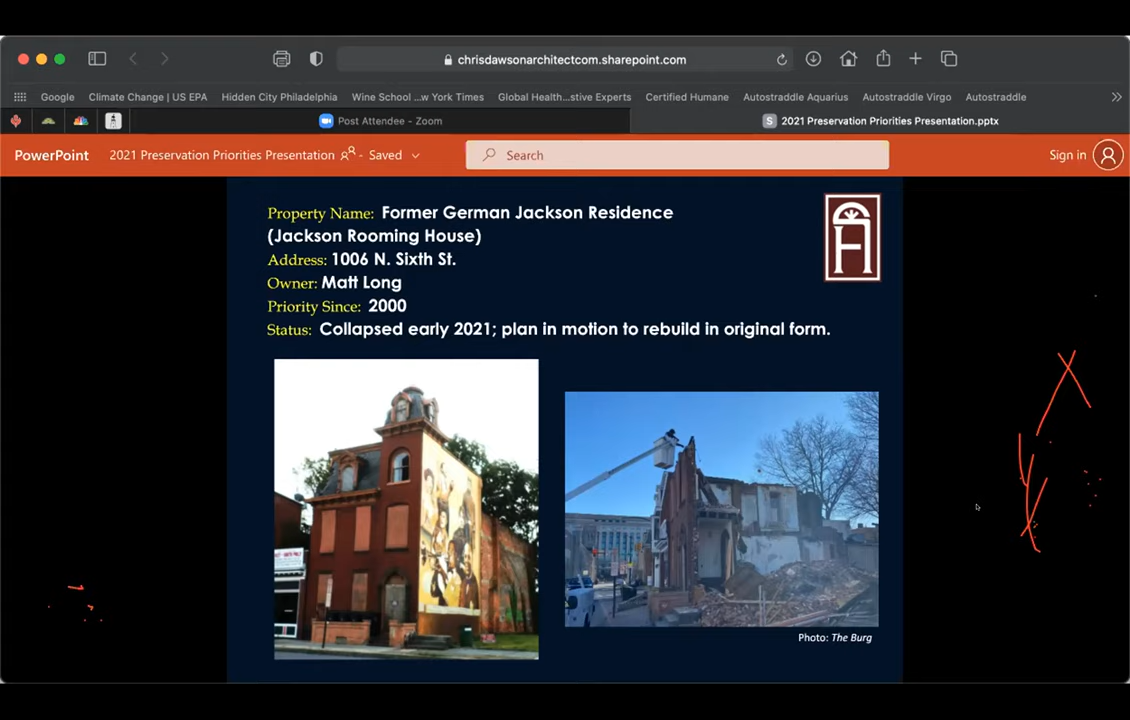 chrisdawsonarchitectcom.sharepoint.com
Google Climate Change | US EPA Hidden City Philadelphia Wine School ...w York Times Global Health...stive Experts Certified Humane Autostraddle Aquarius Autostraddle Virgo Autostraddle
Post Attendee - Zoom S 2021 Preservation Priorities Presentation.pptx
PowerPoint 2021 Preservation Priorities Presentation - Saved Search Sign in
Property Name: Former German Jackson Residence
(Jackson Rooming House)
Address: 1006 N. Sixth St.
Owner: Matt Long
Priority Since: 2000
Status: Collapsed early 2021; plan in motion to rebuild in original form.
Photo: The Burg